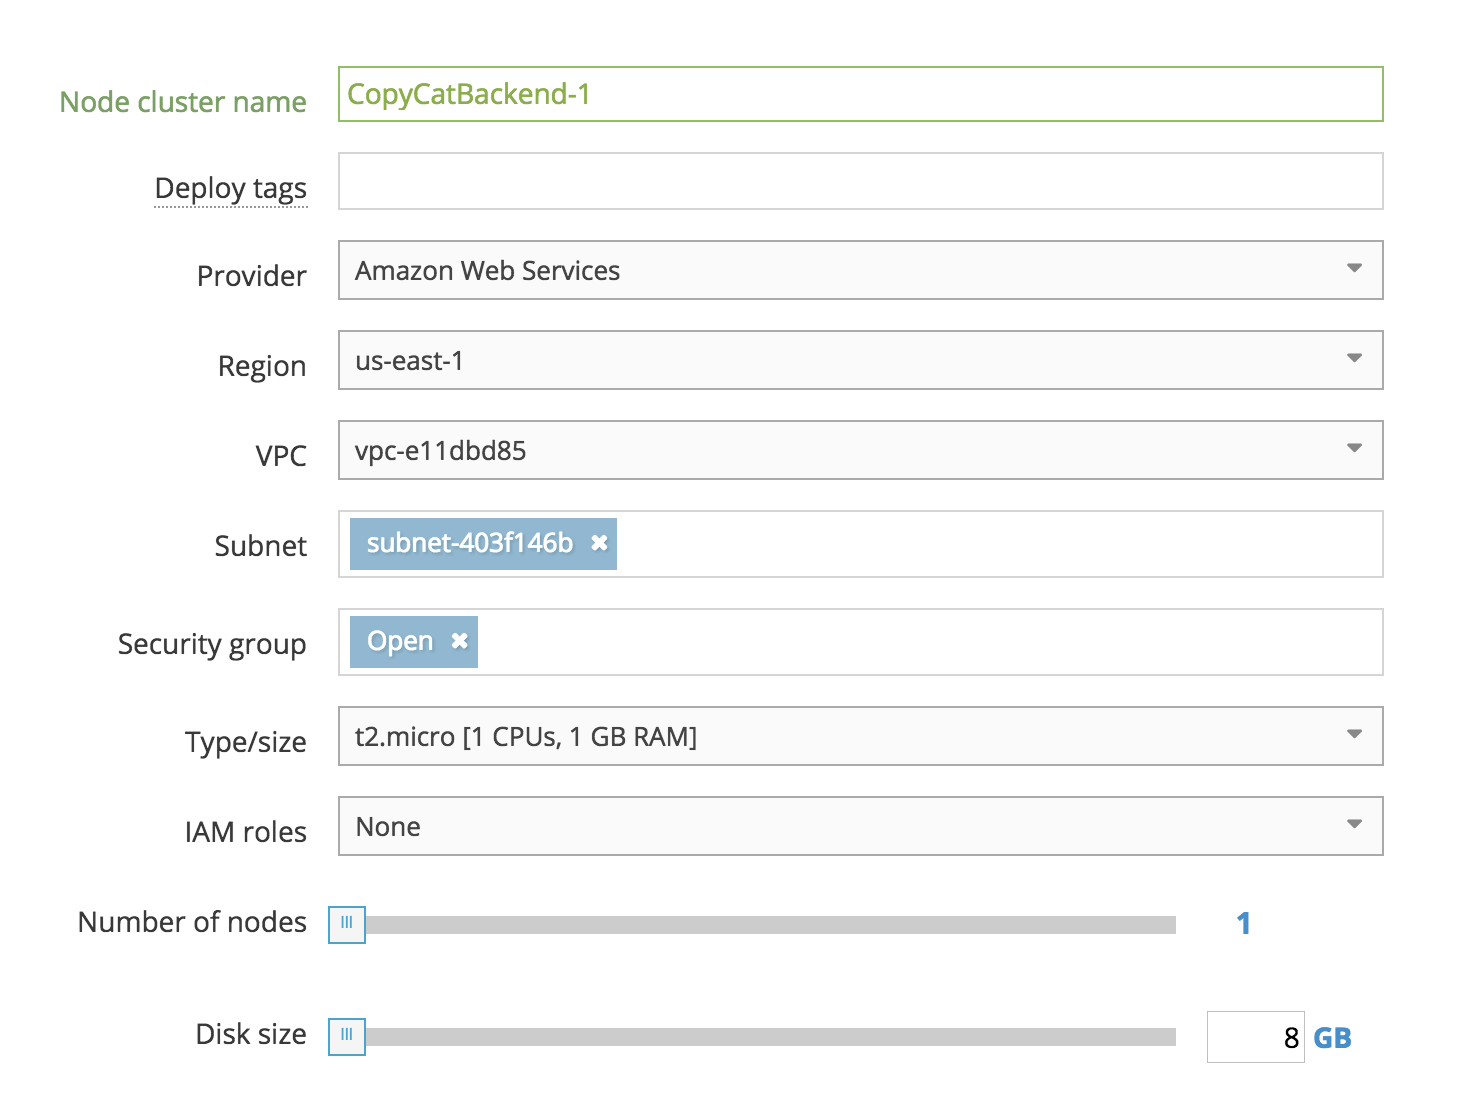 Node cluster name CopyCatBackend-1
Deploy tags
Provider Amazon Web Services
Region us-east-1
VPC vpc-e11dbd85
Subnet subnet-403f146b ✖
Security group Open ✖
Type/size t2.micro [1 CPUs, 1 GB RAM]
IAM roles None
Number of nodes 1
Disk size 8 GB